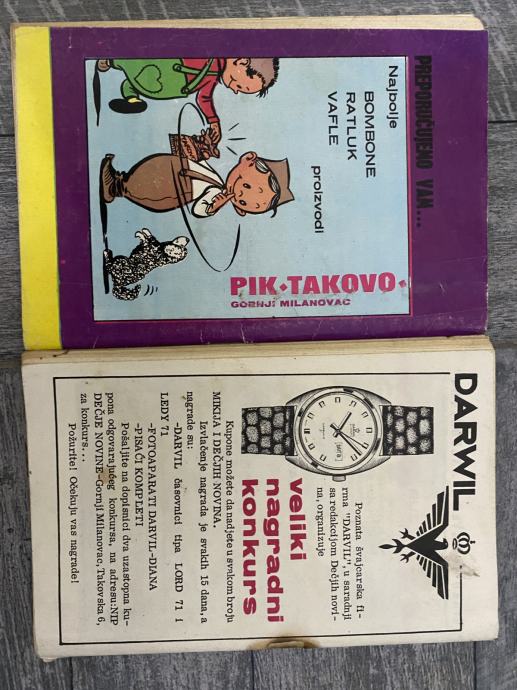 PREPORUČUJEMO VAM...
Najbolje
BOMBONE
RATLUK
VAFLE
proizvodi
PIK•TAKOVO•
GORNJI MILANOVAC
DARWIL
Poznata švajcarska fi-
rma "DARVIL", u saradnji
sa redakcijom Dečjih novi-
na, organizuje
veliki
nagradni
konkurs
Kupone možete da nadjete u svakom broju
MIKIJA I DEČJIH NOVINA.
Izvlačenje nagrada je svakih 15 dana, a
nagrade su:
-DARVIL časovnici tipa LORD 71 i
LEDY 71
-FOTOAPARATI DARVIL-DIANA
-PISAĆI KOMPLETI
Pošaljite na dopisnici dva uzastopna ku-
pona odgovarajućeg konkursa, na adresu:NIP
DEČJE NOVINE-Gornji Milanovac, Takovska 6,
za konkurs...
Požurite! Očekuju vas nagrade!